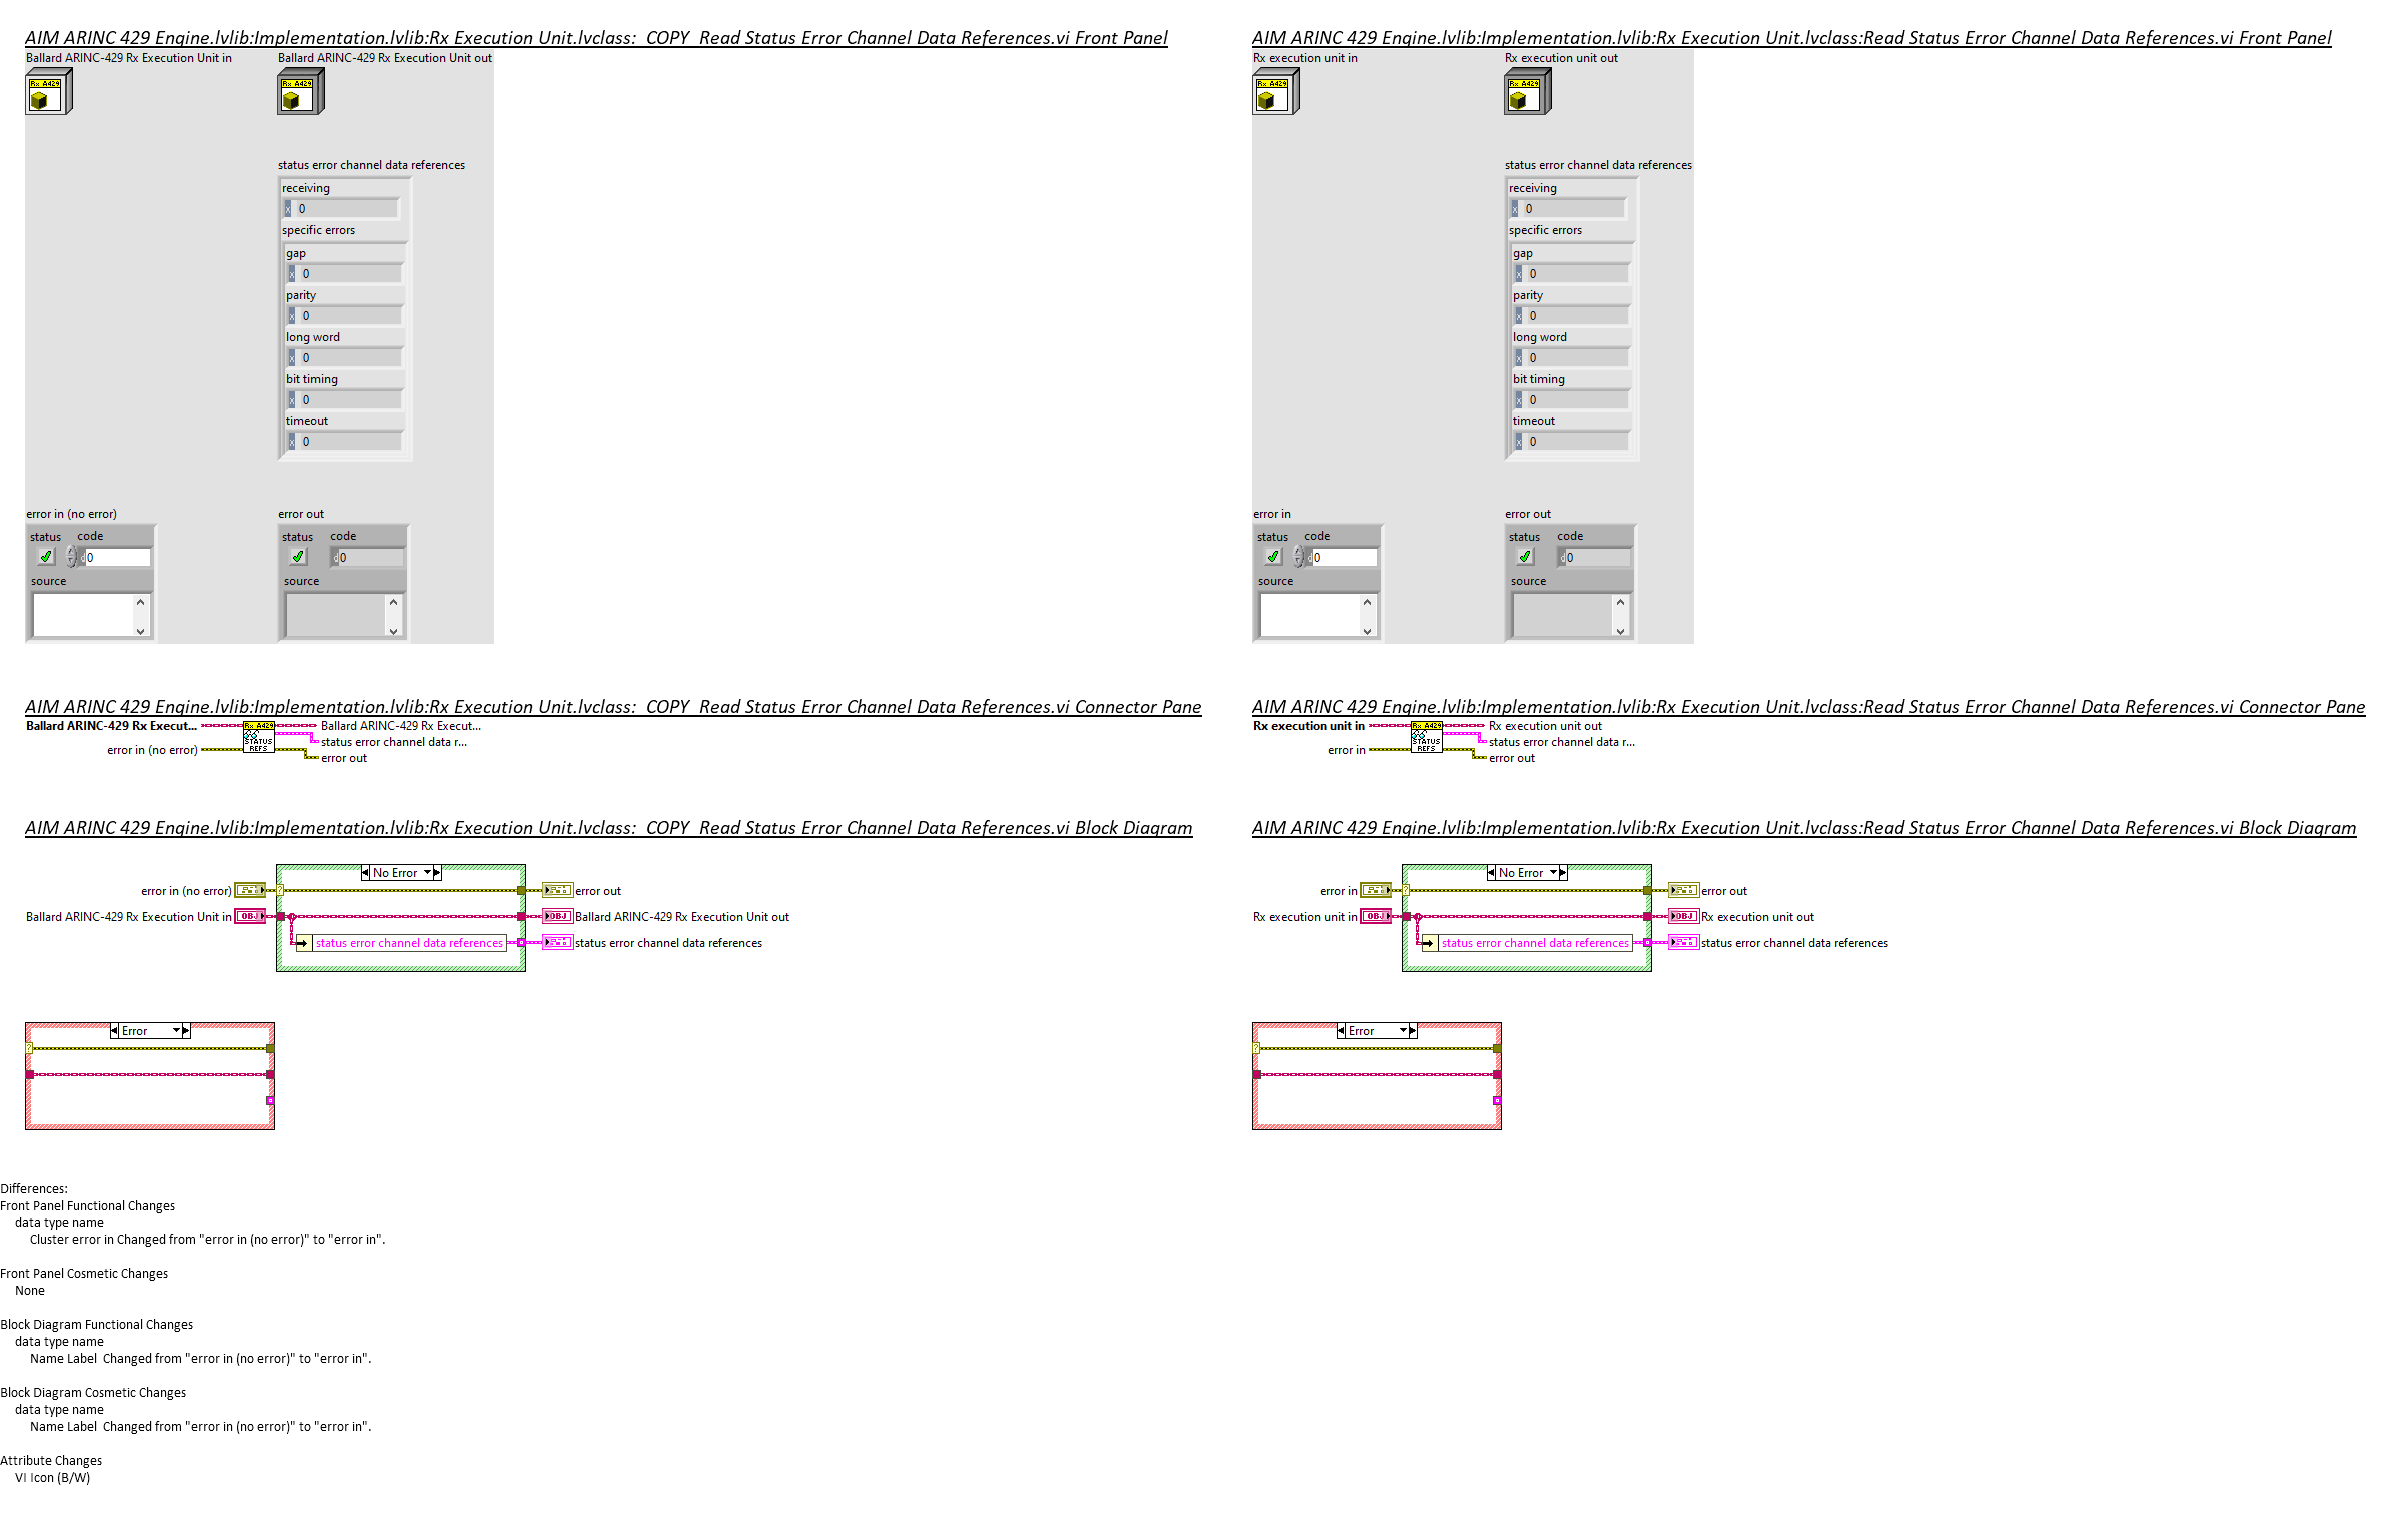 AIM ARINC 429 Engine.lvlib:Implementation.lvlib:Rx Execution Unit.lvclass:_COPY_Read Status Error Channel Data References.vi Front Panel
Ballard ARINC-429 Rx Execution Unit in
Ballard ARINC-429 Rx Execution Unit out
Rx A429
Rx A429
status error channel data references
receiving
x 0
specific errors
gap
x 0
parity
x 0
long word
x 0
bit timing
x 0
timeout
x 0
error in (no error)
status code
d 0
source
error out
status code
d 0
source
AIM ARINC 429 Engine.lvlib:Implementation.lvlib:Rx Execution Unit.lvclass:Read Status Error Channel Data References.vi Front Panel
Rx execution unit in
Rx execution unit out
Rx A429
Rx A429
status error channel data references
receiving
x 0
specific errors
gap
x 0
parity
x 0
long word
x 0
bit timing
x 0
timeout
x 0
error in
status code
d 0
source
error out
status code
d 0
source
AIM ARINC 429 Engine.lvlib:Implementation.lvlib:Rx Execution Unit.lvclass:_COPY_Read Status Error Channel Data References.vi Connector Pane
Ballard ARINC-429 Rx Execut...
error in (no error)
Rx A429
STATUS
REFS
Ballard ARINC-429 Rx Execut...
status error channel data r...
error out
AIM ARINC 429 Engine.lvlib:Implementation.lvlib:Rx Execution Unit.lvclass:Read Status Error Channel Data References.vi Connector Pane
Rx execution unit in
error in
Rx A429
STATUS
REFS
Rx execution unit out
status error channel data r...
error out
AIM ARINC 429 Engine.lvlib:Implementation.lvlib:Rx Execution Unit.lvclass:_COPY_Read Status Error Channel Data References.vi Block Diagram
No Error
error in (no error)
?
error out
Ballard ARINC-429 Rx Execution Unit in
OBJ
OBJ
Ballard ARINC-429 Rx Execution Unit out
status error channel data references
status error channel data references
Error
?
AIM ARINC 429 Engine.lvlib:Implementation.lvlib:Rx Execution Unit.lvclass:Read Status Error Channel Data References.vi Block Diagram
No Error
error in
?
error out
Rx execution unit in
OBJ
OBJ
Rx execution unit out
status error channel data references
status error channel data references
Error
?
Differences:
Front Panel Functional Changes
data type name
Cluster error in Changed from "error in (no error)" to "error in".
Front Panel Cosmetic Changes
None
Block Diagram Functional Changes
data type name
Name Label  Changed from "error in (no error)" to "error in".
Block Diagram Cosmetic Changes
data type name
Name Label  Changed from "error in (no error)" to "error in".
Attribute Changes
VI Icon (B/W)